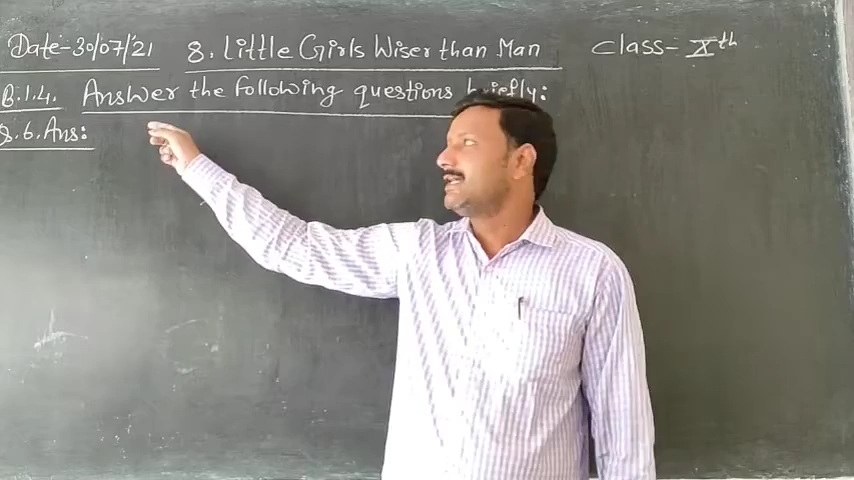 Date-30/07/21 8. Little Girls Wiser than Man Class- Xth
B.1.4. Answer the following questions briefly:
Q.6. Ans: